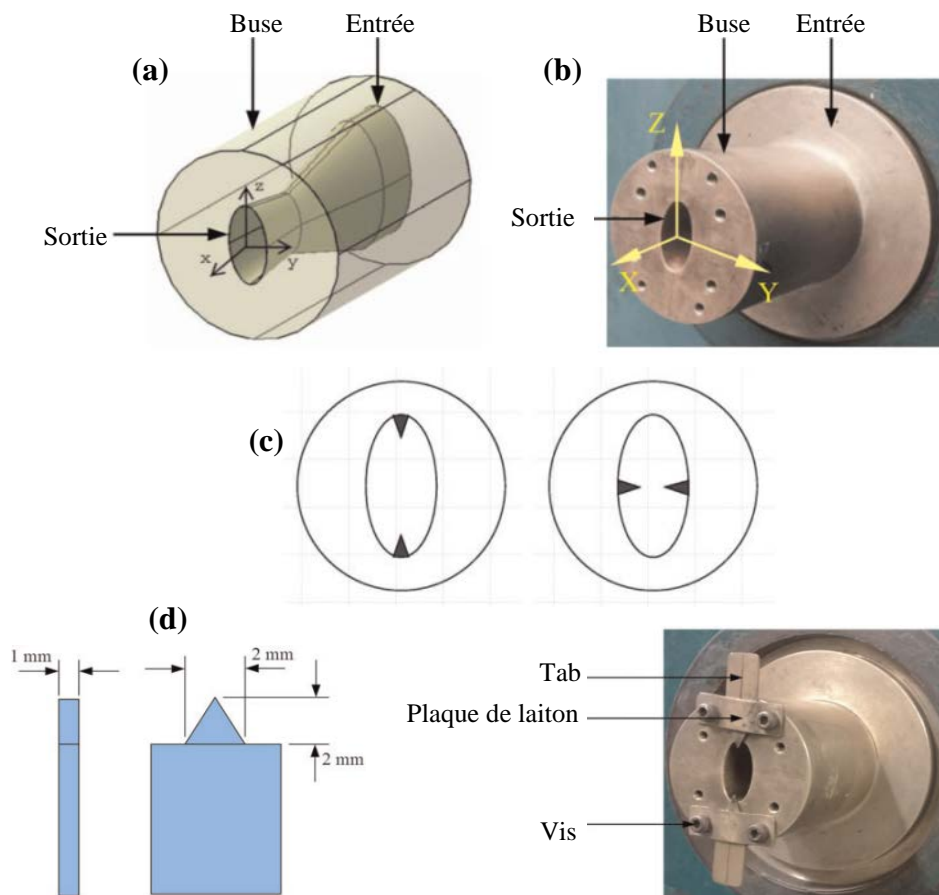 Buse Entrée
(a)
z
Sortie
x y
Buse Entrée
(b)
Z
Sortie
X
Y
(c)
(d)
1 mm
2 mm
2 mm
Tab
Plaque de laiton
Vis